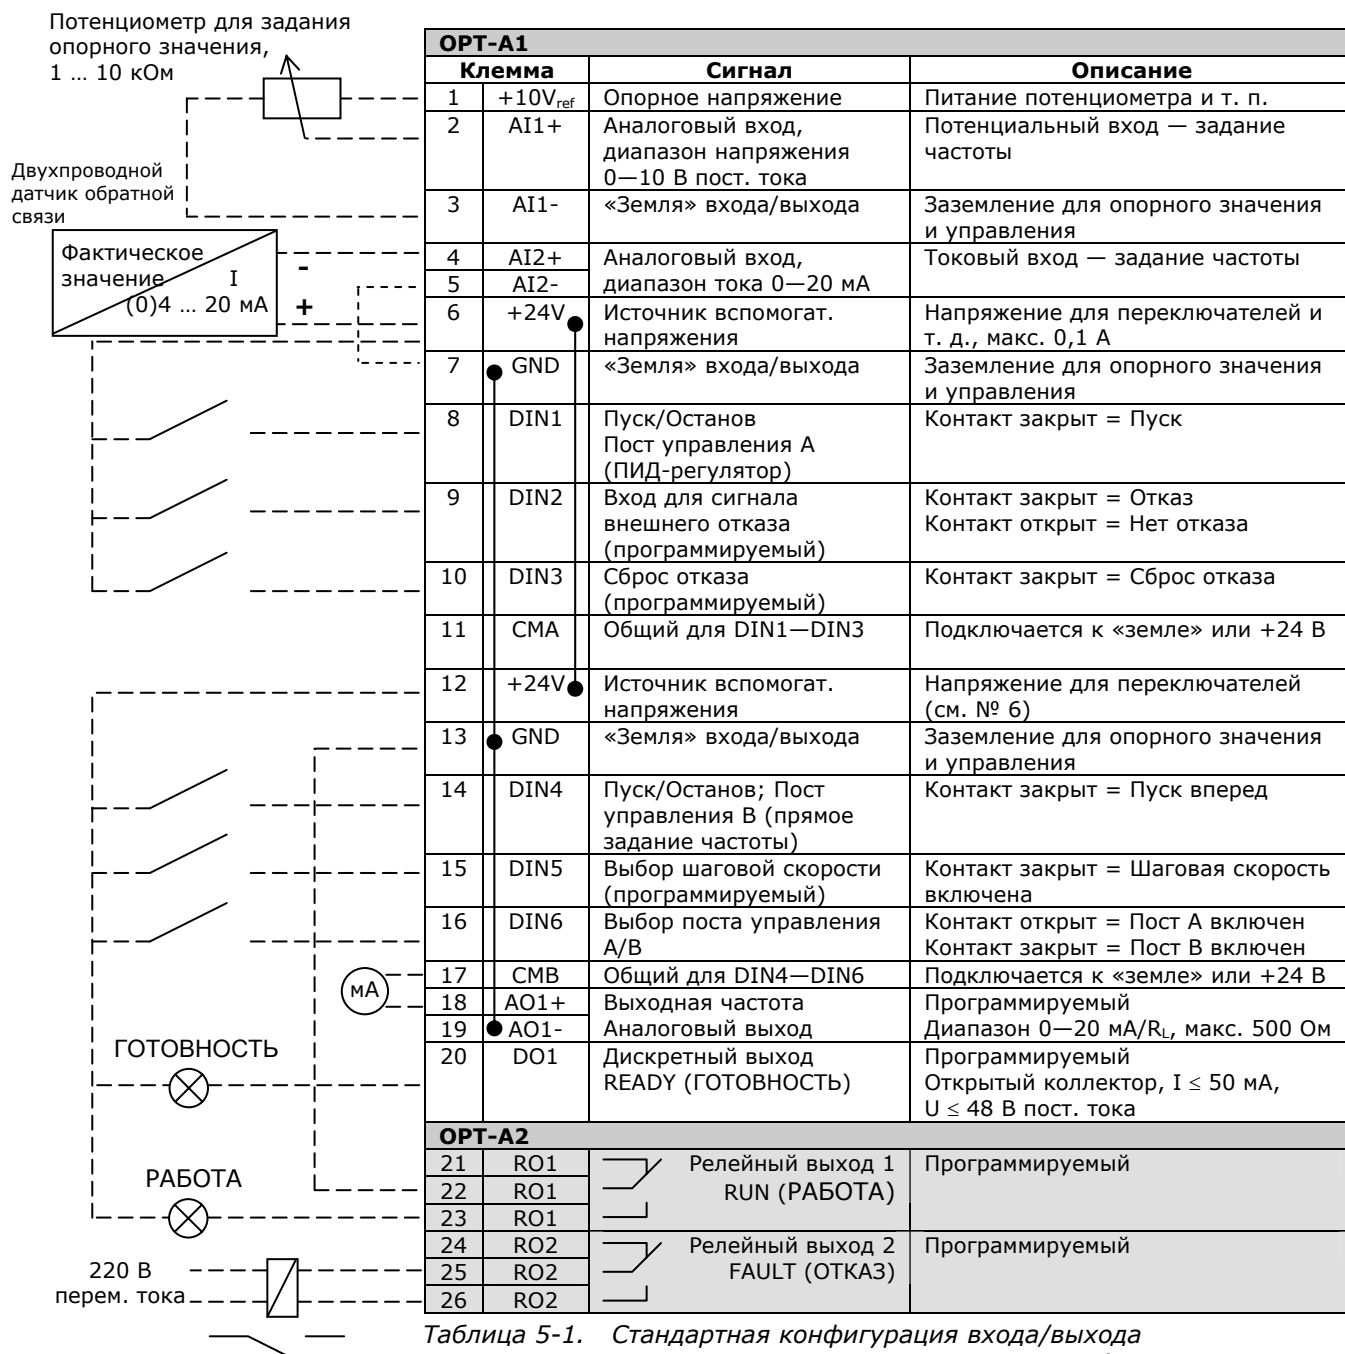 Потенциометр для задания
опорного значения,
1 … 10 кОм
Двухпроводной
датчик обратной
связи
Фактическое
значение I
(0)4 … 20 мА
-
+
ГОТОВНОСТЬ
РАБОТА
мА
220 В
перем. тока
OPT-A1
Клемма Сигнал Описание
1 +10Vref Опорное напряжение Питание потенциометра и т. п.
2 AI1+ Аналоговый вход, Потенциальный вход — задание
диапазон напряжения частоты
0—10 В пост. тока
3 AI1- «Земля» входа/выхода Заземление для опорного значения
и управления
4 AI2+ Аналоговый вход, Токовый вход — задание частоты
5 AI2- диапазон тока 0—20 мА
6 +24V Источник вспомогат. Напряжение для переключателей и
напряжения т. д., макс. 0,1 А
7 GND «Земля» входа/выхода Заземление для опорного значения
и управления
8 DIN1 Пуск/Останов Контакт закрыт = Пуск
Пост управления А
(ПИД-регулятор)
9 DIN2 Вход для сигнала Контакт закрыт = Отказ
внешнего отказа Контакт открыт = Нет отказа
(программируемый)
10 DIN3 Сброс отказа Контакт закрыт = Сброс отказа
(программируемый)
11 CMA Общий для DIN1—DIN3 Подключается к «земле» или +24 В
12 +24V Источник вспомогат. Напряжение для переключателей
напряжения (см. № 6)
13 GND «Земля» входа/выхода Заземление для опорного значения
и управления
14 DIN4 Пуск/Останов; Пост Контакт закрыт = Пуск вперед
управления В (прямое
задание частоты)
15 DIN5 Выбор шаговой скорости Контакт закрыт = Шаговая скорость
(программируемый) включена
16 DIN6 Выбор поста управления Контакт открыт = Пост А включен
А/В Контакт закрыт = Пост В включен
17 CMB Общий для DIN4—DIN6 Подключается к «земле» или +24 В
18 AO1+ Выходная частота Программируемый
19 AO1- Аналоговый выход Диапазон 0—20 мА/RL, макс. 500 Ом
20 DO1 Дискретный выход Программируемый
READY (ГОТОВНОСТЬ) Открытый коллектор, I ≤ 50 мА,
U ≤ 48 В пост. тока
OPT-A2
21 RO1 Релейный выход 1 Программируемый
22 RO1 RUN (РАБОТА)
23 RO1
24 RO2 Релейный выход 2 Программируемый
25 RO2 FAULT (ОТКАЗ)
26 RO2
Таблица 5-1. Стандартная конфигурация входа/выхода